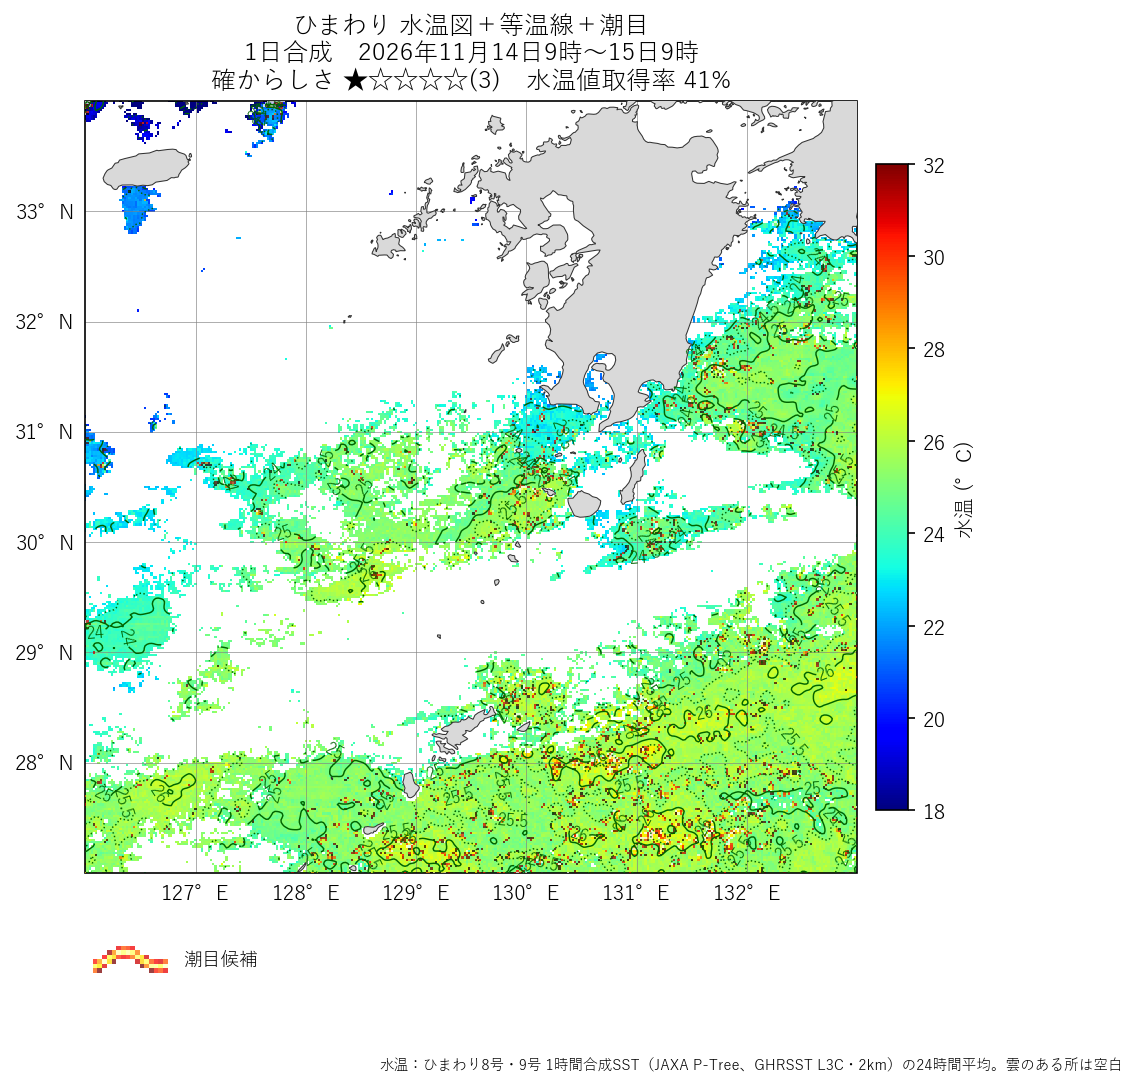 ひまわり 水温図＋等温線＋潮目
1日合成　2026年11月14日9時～15日9時
確からしさ ★☆☆☆☆(3)　水温値取得率 41%
33° N
32° N
31° N
30° N
29° N
28° N
127° E
128° E
129° E
130° E
131° E
132° E
32
30
28
26
24
22
20
18
水温 (° C)
潮目候補
水温：ひまわり8号・9号 1時間合成SST（JAXA P-Tree、GHRSST L3C・2km）の24時間平均。雲のある所は空白